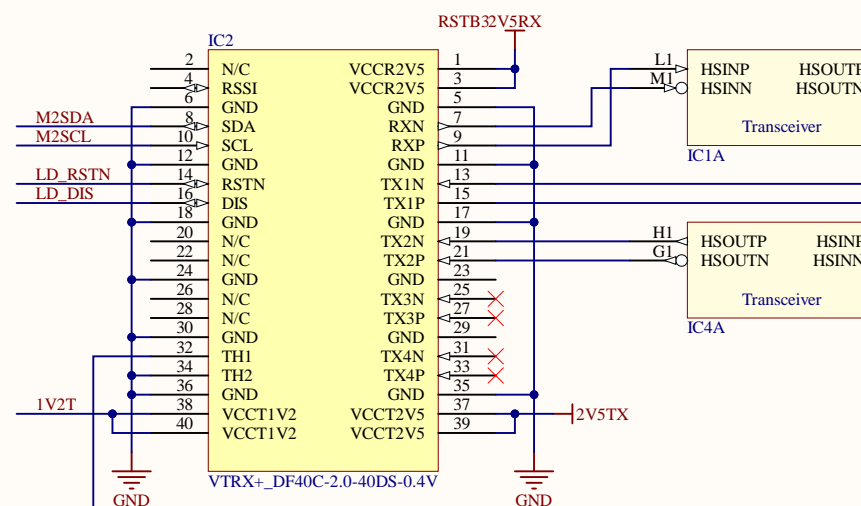 RSTB32V5RX
IC2
2 N/C VCCR2V5 1
4 RSSI VCCR2V5 3
6 GND GND 5
M2SDA 8 SDA RXN 7
M2SCL 10 SCL RXP 9
12 GND GND 11
LD_RSTN 14 RSTN TX1N 13
LD_DIS 16 DIS TX1P 15
18 GND GND 17
20 N/C TX2N 19
22 N/C TX2P 21
24 GND GND 23
26 N/C TX3N 25
28 N/C TX3P 27
30 GND GND 29
32 TH1 TX4N 31
34 TH2 TX4P 33
36 GND GND 35
1V2T 38 VCCT1V2 VCCT2V5 37 2V5TX
40 VCCT1V2 VCCT2V5 39
VTRX+_DF40C-2.0-40DS-0.4V
GND
GND
L1 HSINP HSOUTP
M1 HSINN HSOUTN
Transceiver
IC1A
H1 HSOUTP HSINP
G1 HSOUTN HSINN
Transceiver
IC4A